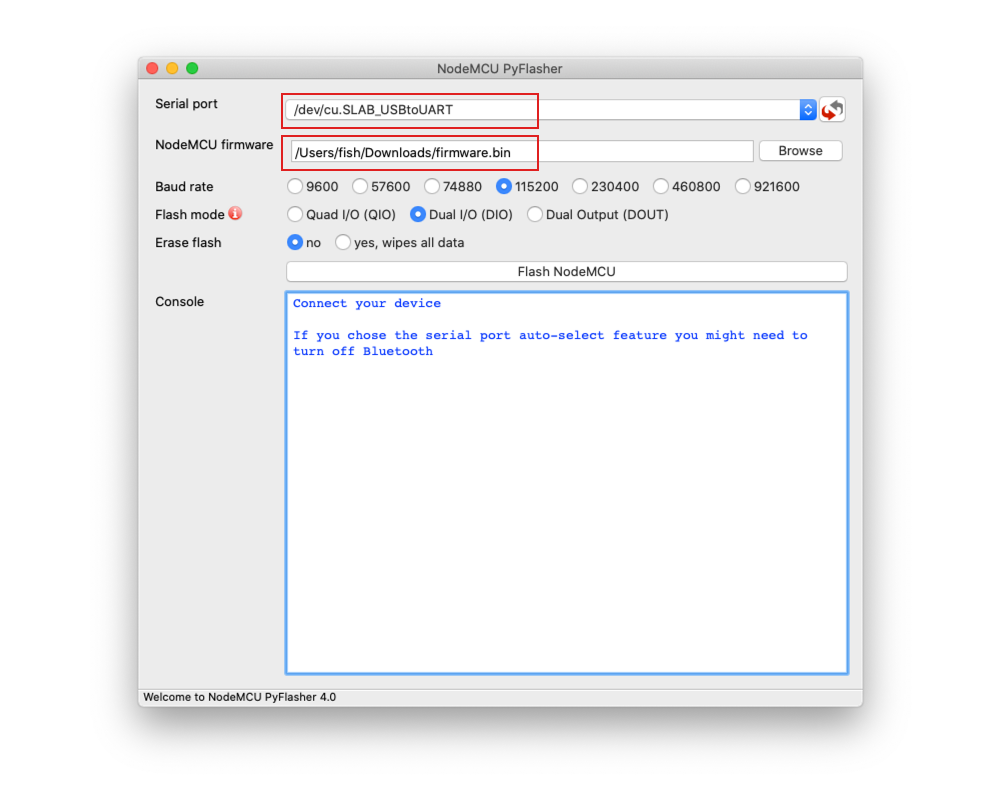 NodeMCU PyFlasher
Serial port
/dev/cu.SLAB_USBtoUART
NodeMCU firmware
/Users/fish/Downloads/firmware.bin
Browse
Baud rate
9600 57600 74880 115200 230400 460800 921600
Flash mode
Quad I/O (QIO) Dual I/O (DIO) Dual Output (DOUT)
Erase flash
no yes, wipes all data
Flash NodeMCU
Console
Connect your device
If you chose the serial port auto-select feature you might need to
turn off Bluetooth
Welcome to NodeMCU PyFlasher 4.0